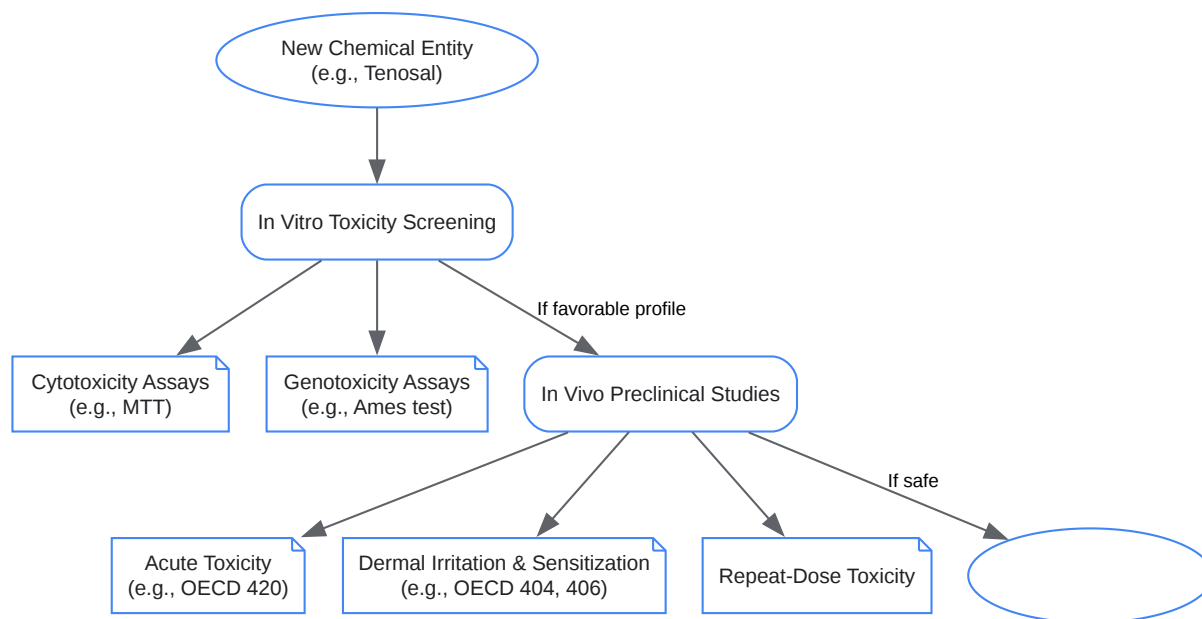 New Chemical Entity
(e.g., Tenosal)
In Vitro Toxicity Screening
If favorable profile
Cytotoxicity Assays
(e.g., MTT)
Genotoxicity Assays
(e.g., Ames test)
In Vivo Preclinical Studies
If safe
Acute Toxicity
(e.g., OECD 420)
Dermal Irritation & Sensitization
(e.g., OECD 404, 406)
Repeat-Dose Toxicity